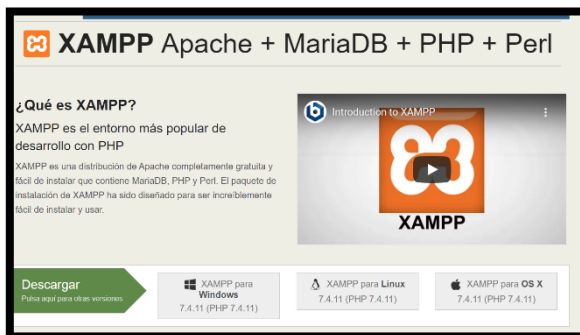 XAMPP Apache + MariaDB + PHP + Perl
¿Qué es XAMPP?
XAMPP es el entorno más popular de
desarrollo con PHP
XAMPP es una distribución de Apache completamente gratuita y
fácil de instalar que contiene MariaDB, PHP y Perl. El paquete de
instalación de XAMPP ha sido diseñado para ser increíblemente
fácil de instalar y usar.
Introduction to XAMPP
XAMPP
Descargar
Pulsa aquí para otras versiones
XAMPP para
Windows
7.4.11 (PHP 7.4.11)
XAMPP para Linux
7.4.11 (PHP 7.4.11)
XAMPP para OS X
7.4.11 (PHP 7.4.11)